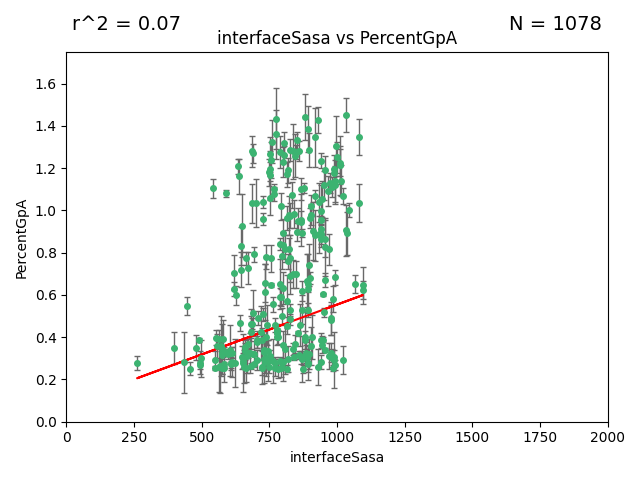 r^2 = 0.07
N = 1078
interfaceSasa vs PercentGpA
1.6
1.4
1.2
1.0
0.8
0.6
0.4
0.2
0.0
PercentGpA
0 250 500 750 1000 1250 1500 1750 2000
interfaceSasa